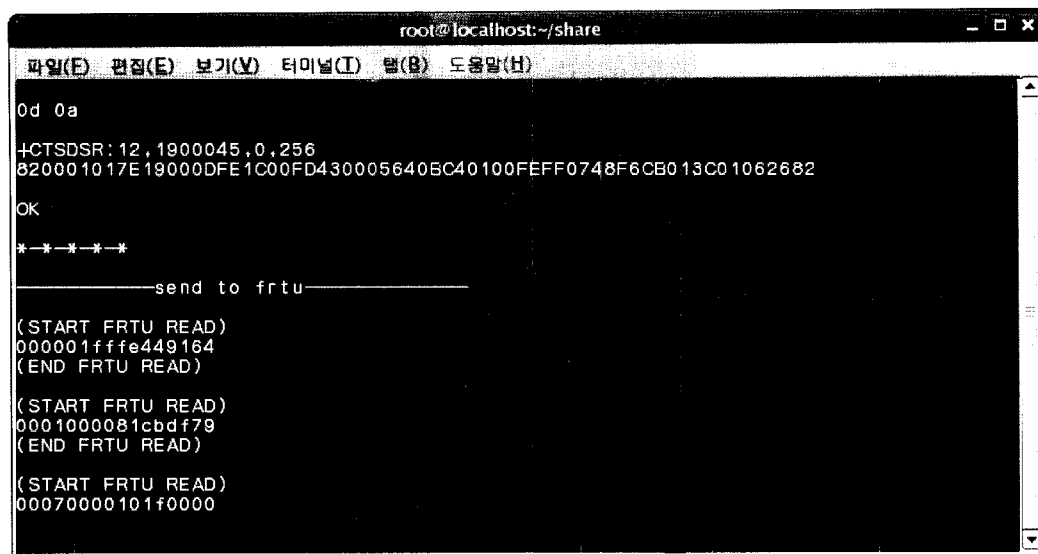 root@localhost:~/share
파일(F) 편집(E) 보기(V) 터미널(T) 탭(B) 도움말(H)
0d 0a
+CTSDSR:12,1900045,0,256
820001017E19000DFE1C00FD430005640BC40100FEFF0748F6CB013C01062682
OK
*-*-*-*-*
----------send to frtu----------
(START FRTU READ)
000001fffe449164
(END FRTU READ)
(START FRTU READ)
0001000081cbdf79
(END FRTU READ)
(START FRTU READ)
00070000101f0000